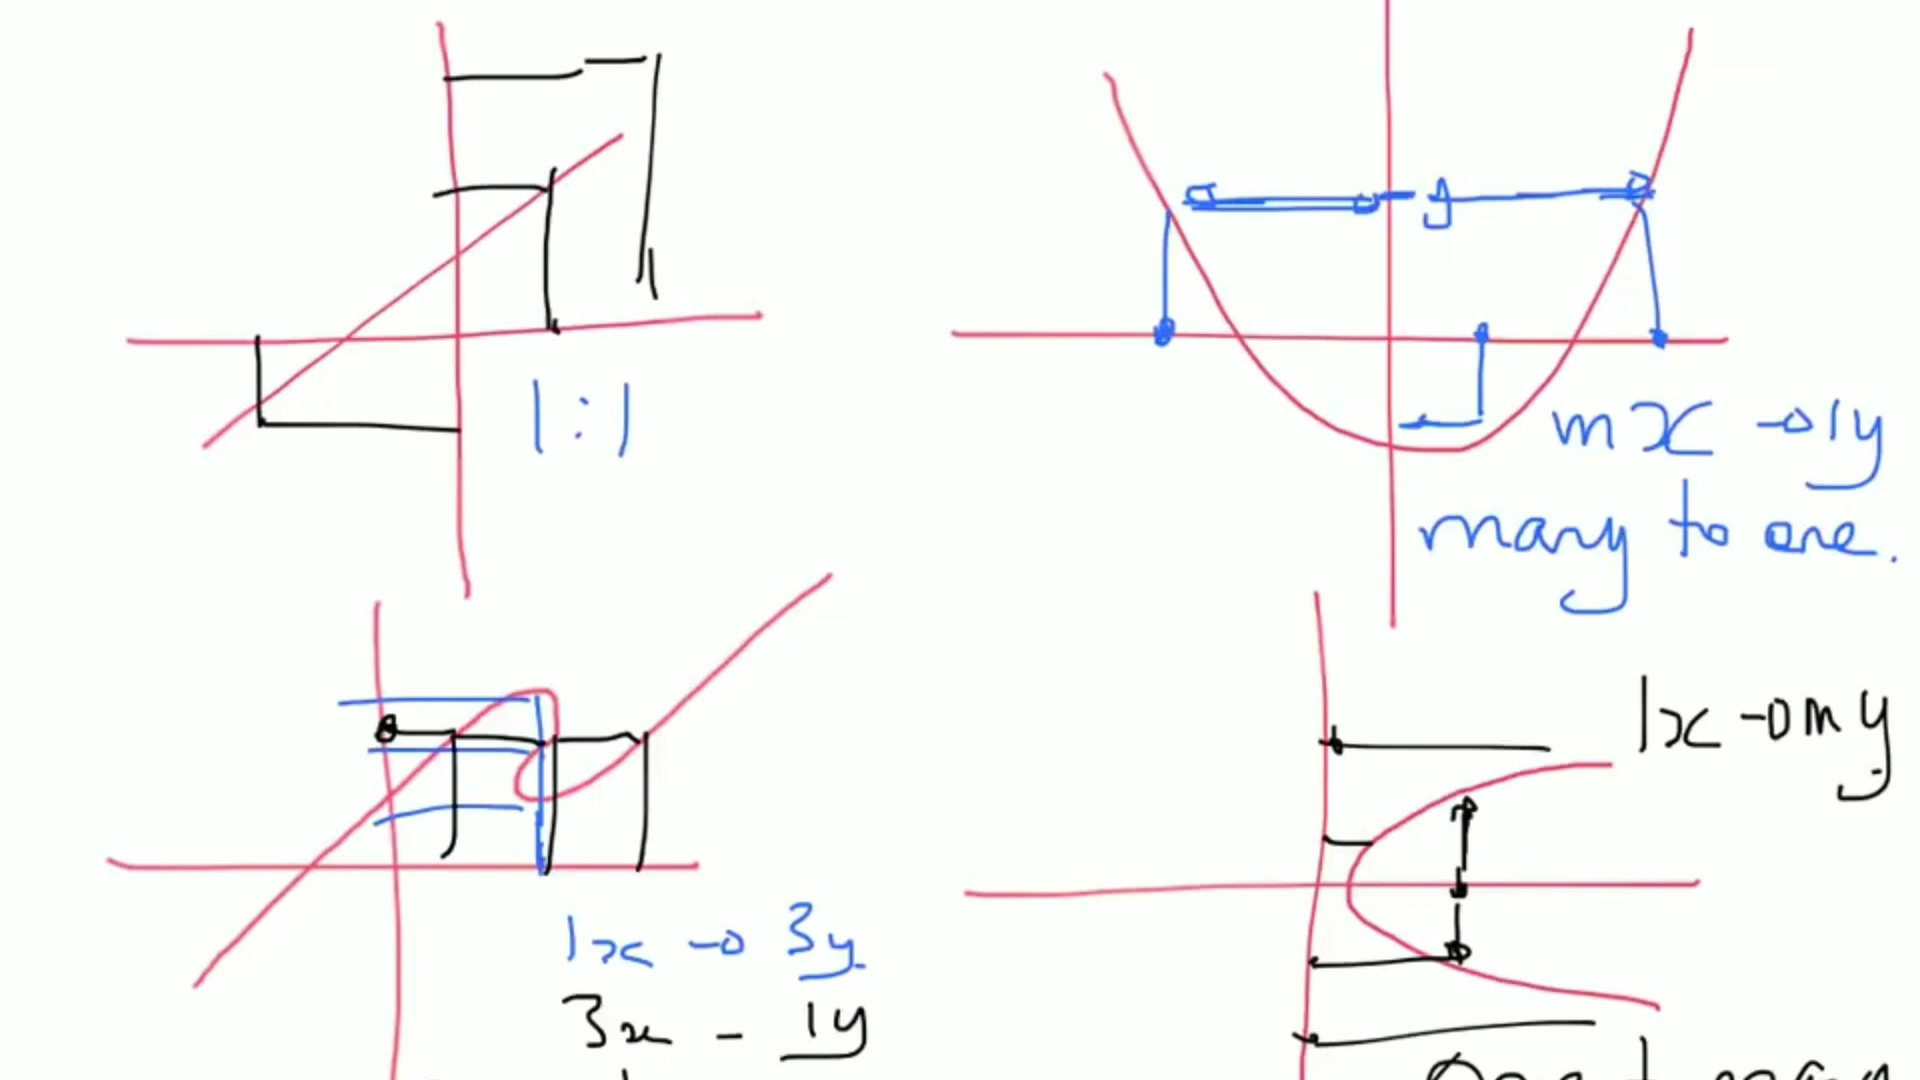 1:1
mx → 1y
many to one.
1x → my
1x → 3y
3x - 1y